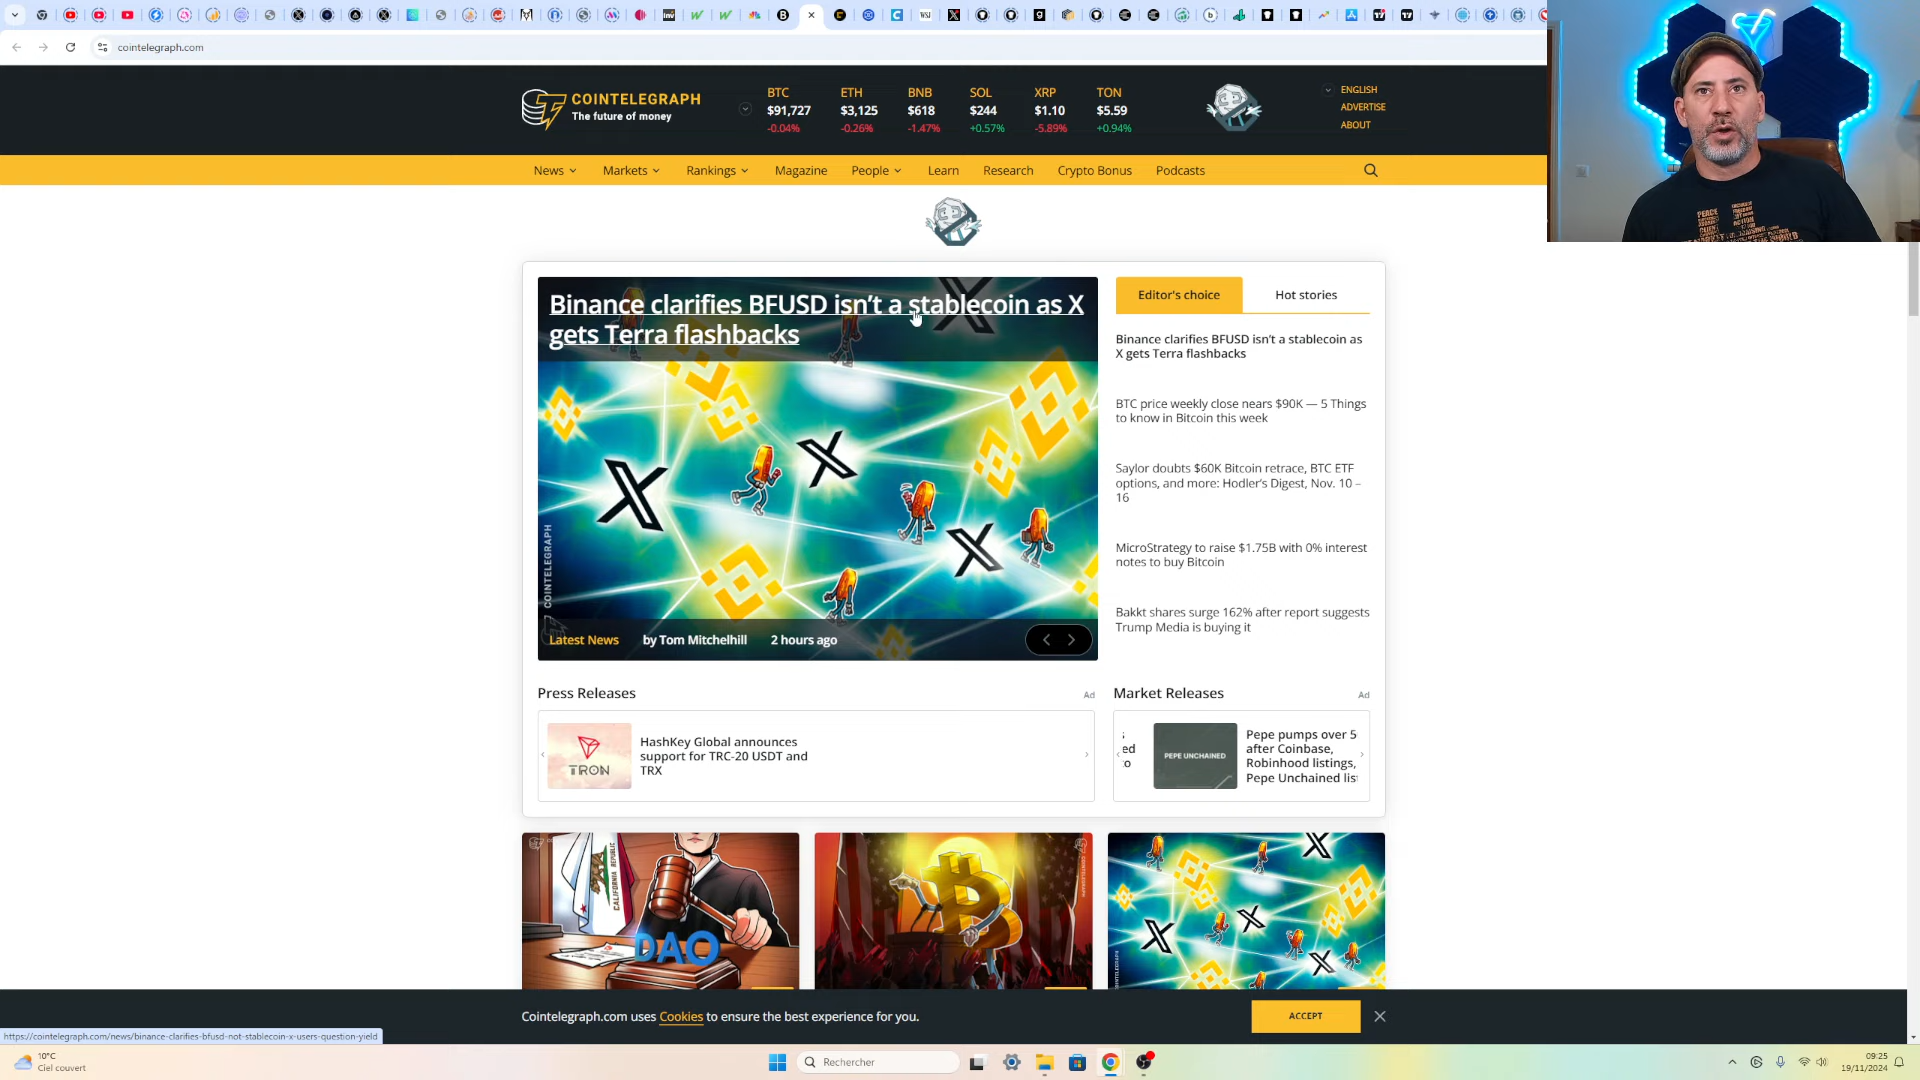 cointelegraph.com
COINTELEGRAPH
The future of money
BTC
$91,727
-0.04%
ETH
$3,125
-0.26%
BNB
$618
-1.47%
SOL
$244
+0.57%
XRP
$1.10
-5.89%
TON
$5.59
+0.94%
ENGLISH
ADVERTISE
ABOUT
News
Markets
Rankings
Magazine
People
Learn
Research
Crypto Bonus
Podcasts
Binance clarifies BFUSD isn’t a stablecoin as X
gets Terra flashbacks
COINTELEGRAPH
Latest News
by Tom Mitchelhill
2 hours ago
Editor's choice
Hot stories
Binance clarifies BFUSD isn’t a stablecoin as
X gets Terra flashbacks
BTC price weekly close nears $90K — 5 Things
to know in Bitcoin this week
Saylor doubts $60K Bitcoin retrace, BTC ETF
options, and more: Hodler’s Digest, Nov. 10 –
16
MicroStrategy to raise $1.75B with 0% interest
notes to buy Bitcoin
Bakkt shares surge 162% after report suggests
Trump Media is buying it
Press Releases
Ad
TRON
HashKey Global announces
support for TRC-20 USDT and
TRX
Market Releases
Ad
ed
to
PEPE UNCHAINED
Pepe pumps over 5
after Coinbase,
Robinhood listings,
Pepe Unchained lis
CALIFORNIA REPUBLIC
DAO
Cointelegraph.com uses Cookies to ensure the best experience for you.
ACCEPT
https://cointelegraph.com/news/binance-clarifies-bfusd-not-stablecoin-x-users-question-yield
10°C
Ciel couvert
Rechercher
09:25
19/11/2024